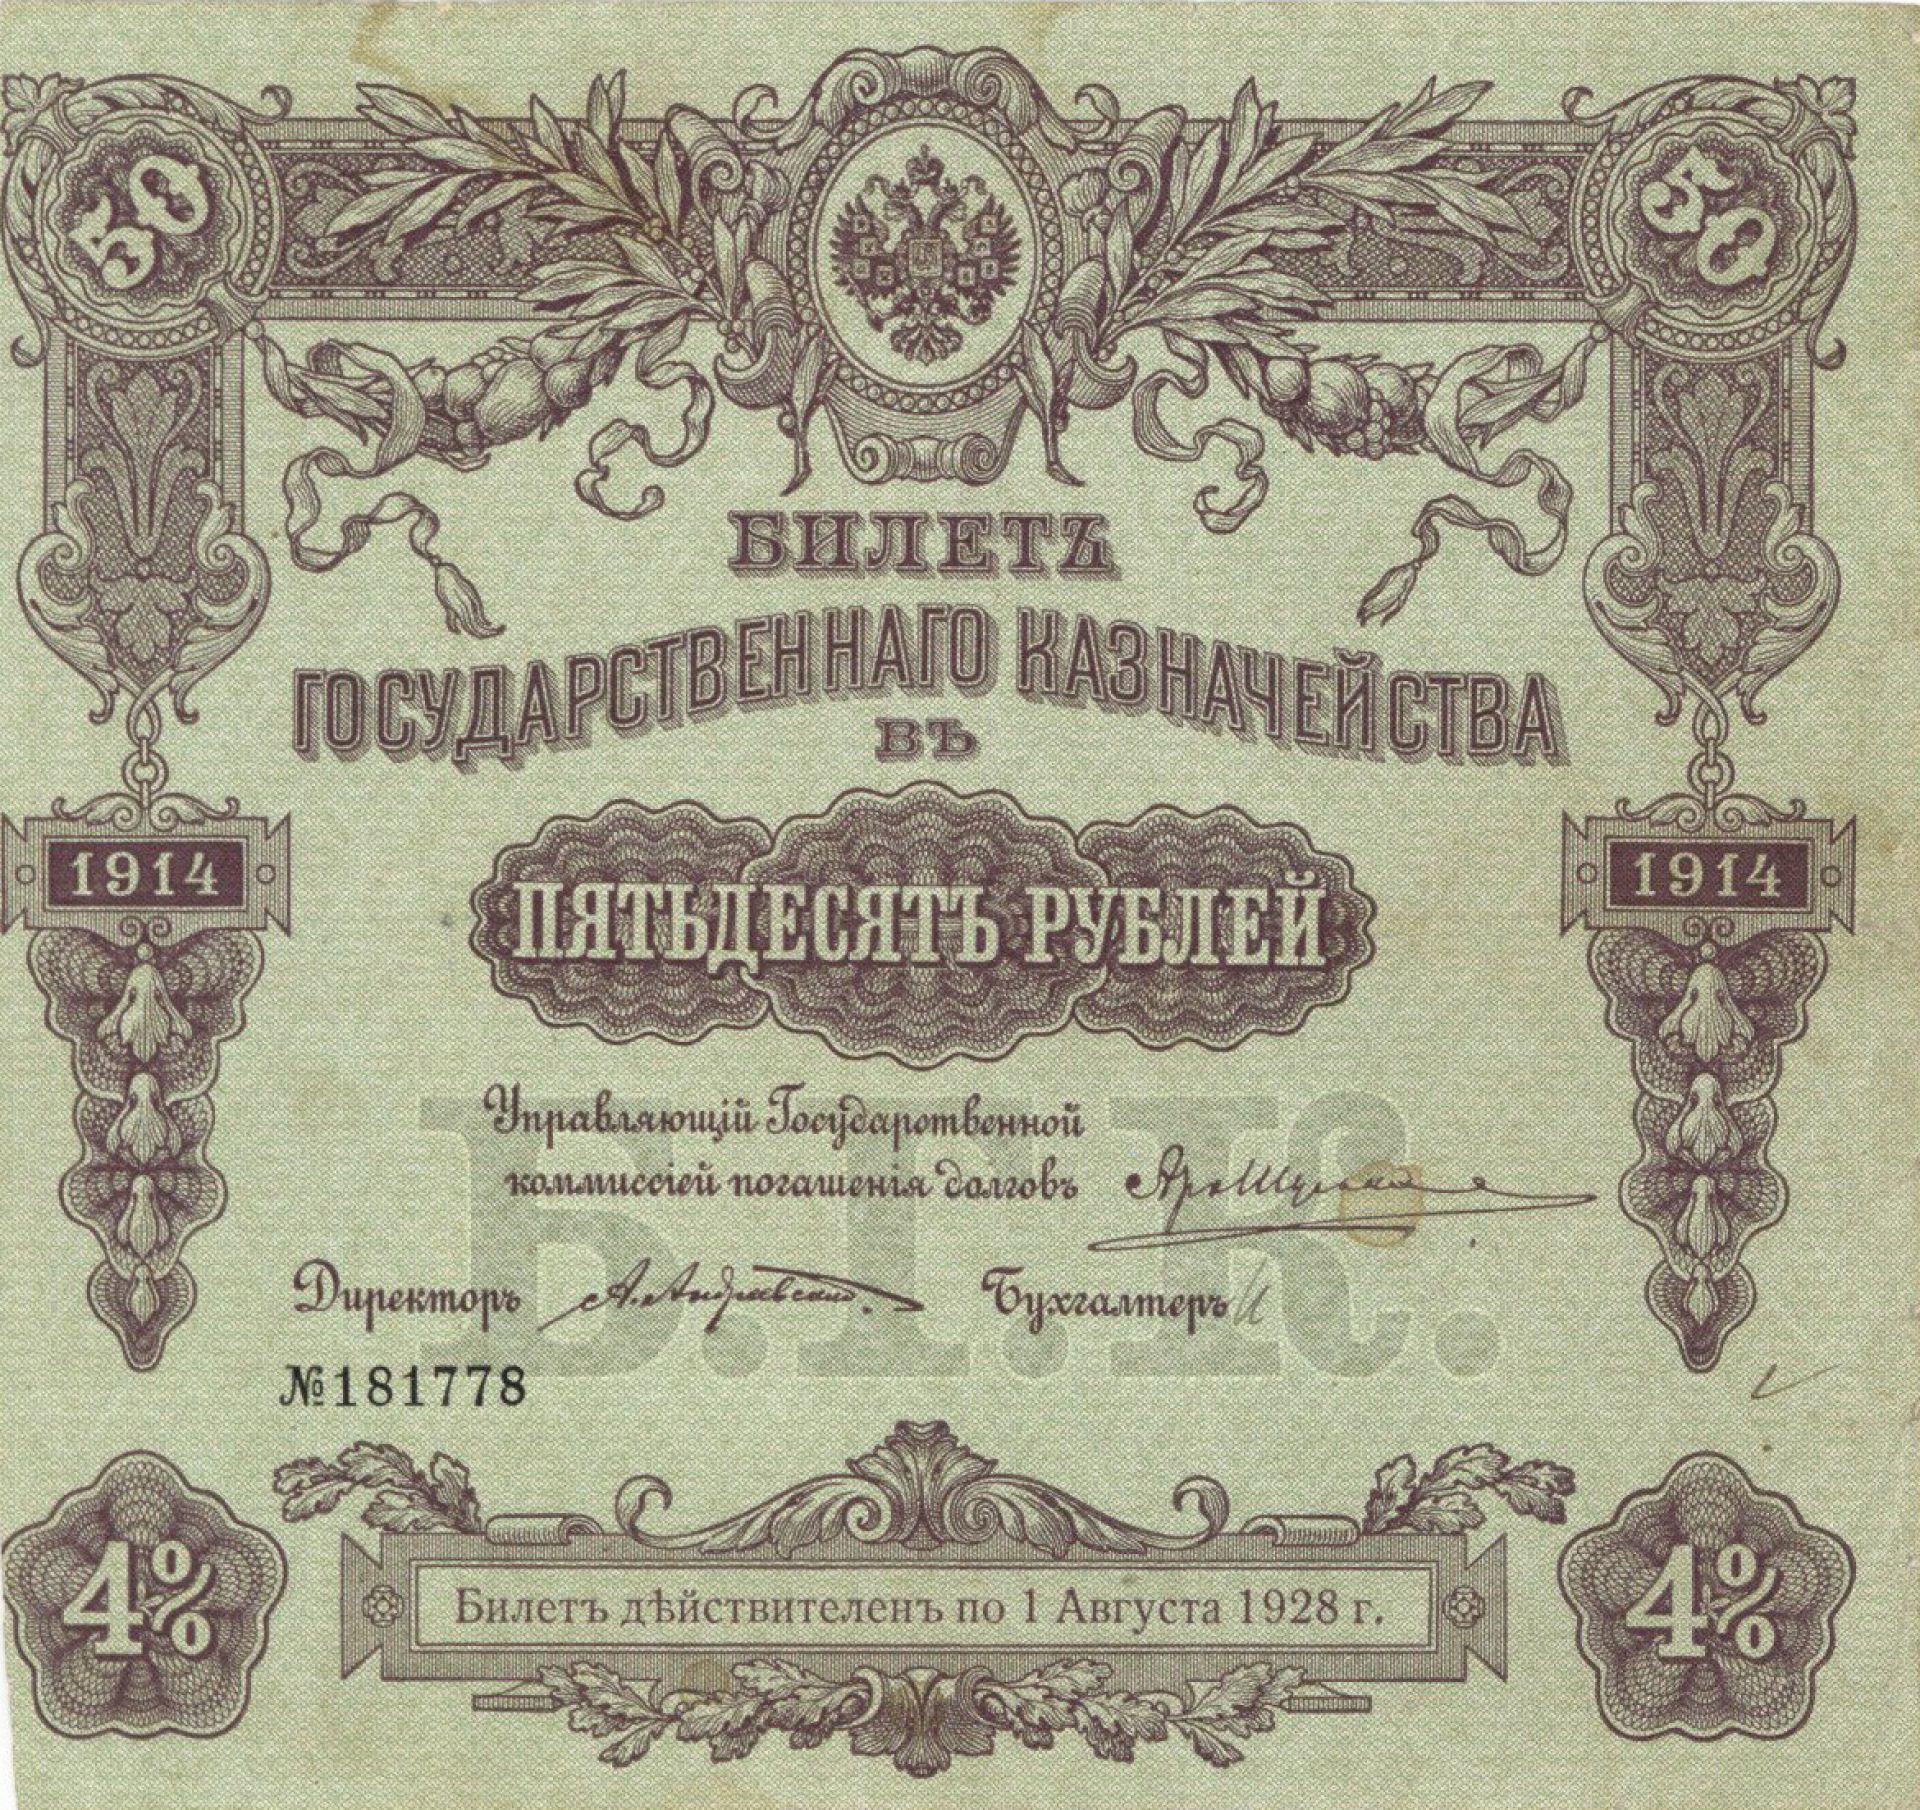 50 50
БИЛЕТЪ
ГОСУДАРСТВЕННАГО КАЗНАЧЕЙСТВА
ВЪ
1914 1914
ПЯТЬДЕСЯТЪ РУБЛЕЙ
Управляющій Государственной
коммиссіей погашенія долговъ
Б.Г.К.
Директоръ Бухгалтеръ
№181778
4% 4%
Билетъ дѣйствителенъ по 1 Августа 1928 г.